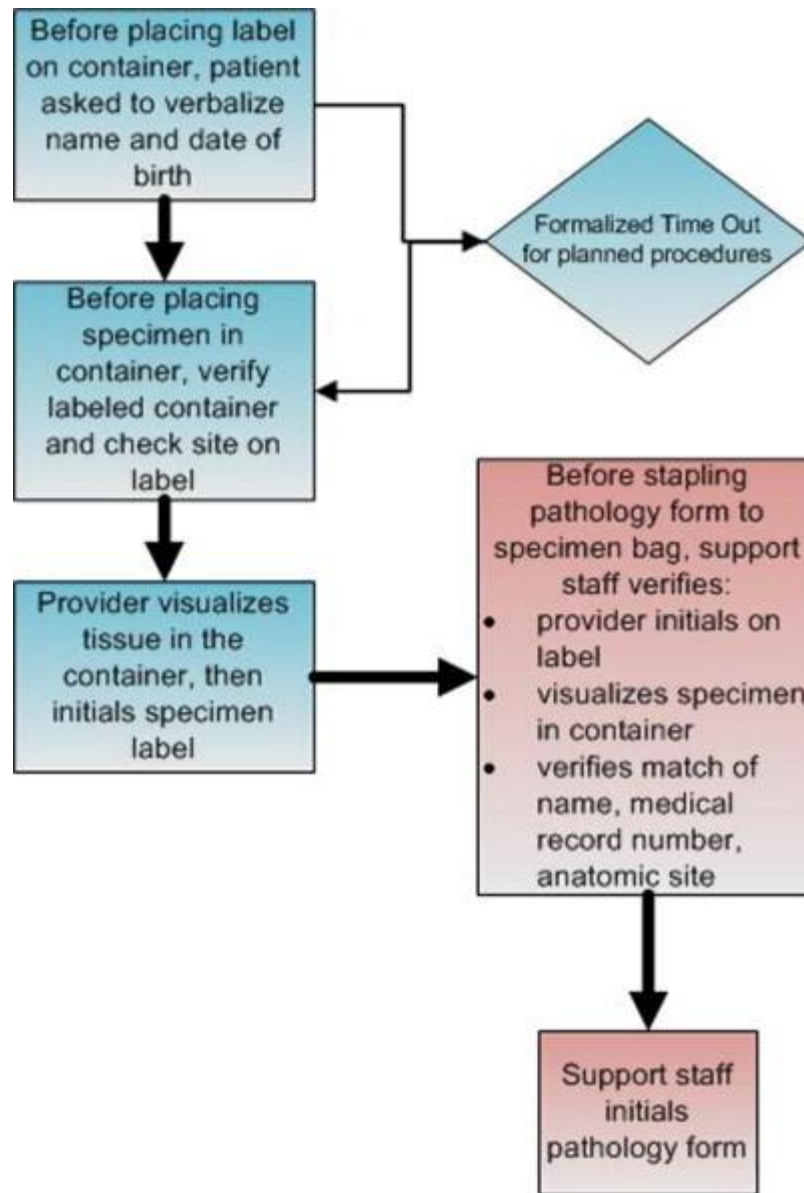 Before placing label
on container, patient
asked to verbalize
name and date of
birth
Formalized Time Out
for planned procedures
Before placing
specimen in
container, verify
labeled container
and check site on
label
Provider visualizes
tissue in the
container, then
initials specimen
label
Before stapling
pathology form to
specimen bag, support
staff verifies:
• provider initials on
label
• visualizes specimen
in container
• verifies match of
name, medical
record number,
anatomic site
Support staff
initials
pathology form